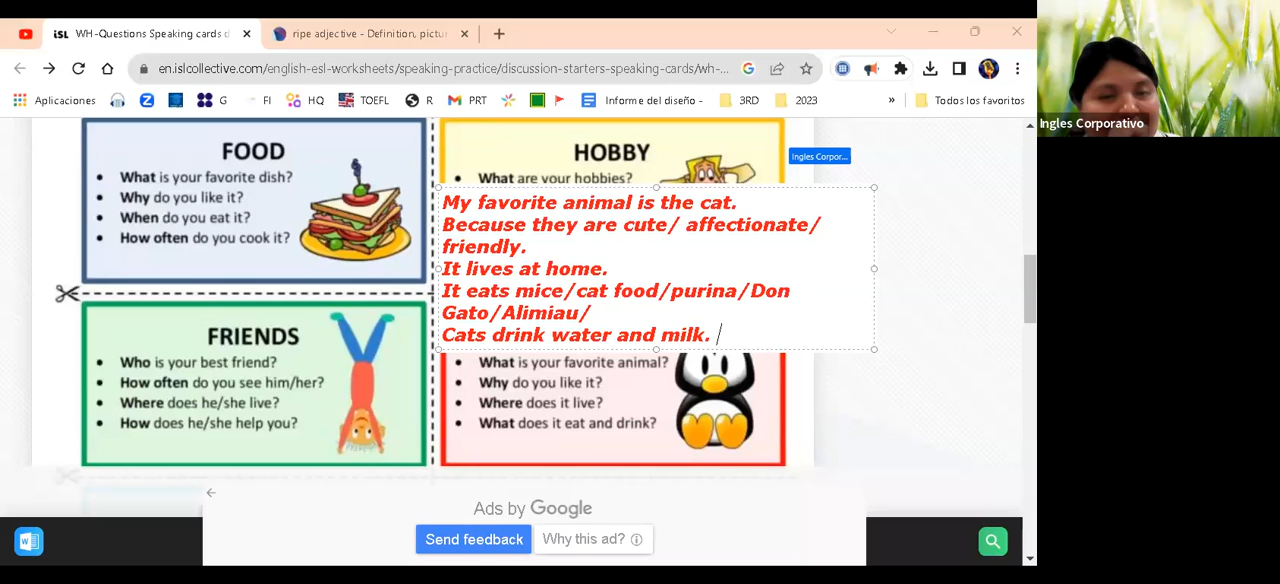 WH-Questions Speaking cards d
ripe adjective - Definition, pictur
en.islcollective.com/english-esl-worksheets/speaking-practice/discussion-starters-speaking-cards/wh-...
Aplicaciones
G
FI
HQ
TOEFL
R
PRT
Informe del diseño -
3RD
2023
»
Todos los favoritos
Ingles Corporativo
FOOD
• What is your favorite dish?
• Why do you like it?
• When do you eat it?
• How often do you cook it?
HOBBY
• What are your hobbies?
Ingles Corpor...
My favorite animal is the cat.
Because they are cute/ affectionate/
friendly.
It lives at home.
It eats mice/cat food/purina/Don
Gato/Alimiau/
Cats drink water and milk.
FRIENDS
• Who is your best friend?
• How often do you see him/her?
• Where does he/she live?
• How does he/she help you?
• What is your favorite animal?
• Why do you like it?
• Where does it live?
• What does it eat and drink?
Ads by Google
Send feedback
Why this ad?